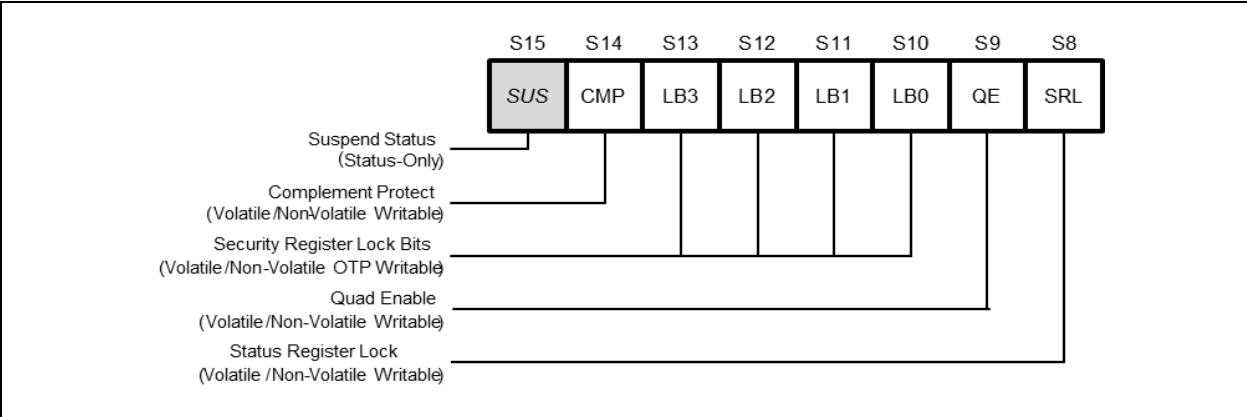 S15 S14 S13 S12 S11 S10 S9 S8
SUS CMP LB3 LB2 LB1 LB0 QE SRL
Suspend Status
(Status-Only)
Complement Protect
(Volatile/Non-Volatile Writable)
Security Register Lock Bits
(Volatile/Non-Volatile OTP Writable)
Quad Enable
(Volatile/Non-Volatile Writable)
Status Register Lock
(Volatile/Non-Volatile Writable)